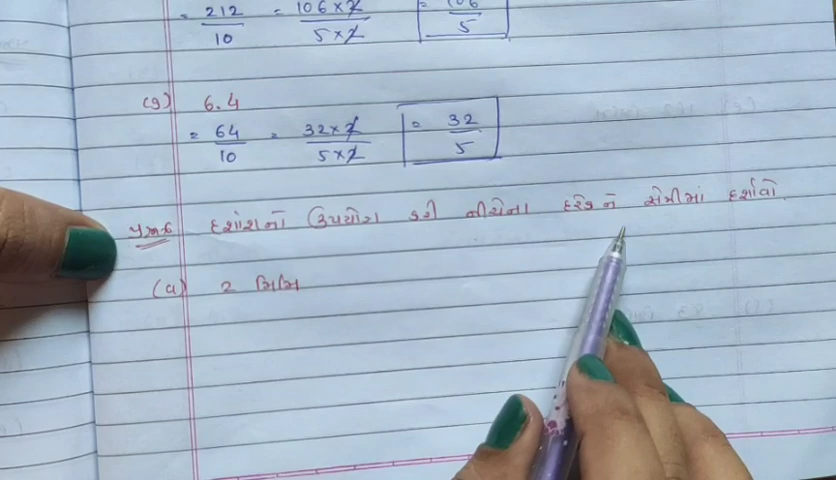 = 212/10 = 106×2/5×2 = 106/5
(g) 6.4
= 64/10 = 32×2/5×2 = 32/5
પ્રશ્ન-6 દશાંશનો ઉપયોગ કરી નીચેના દરેકને સેમીમાં દર્શાવો.
(a) 2 મિમિ